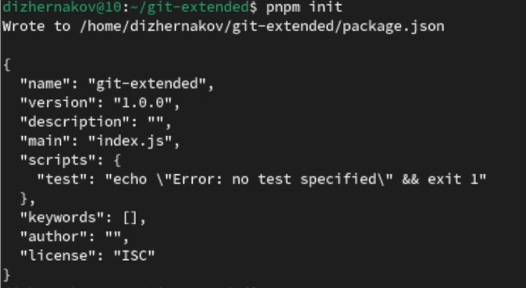 dizhernakov@10:~/git-extended$ pnpm init
Wrote to /home/dizhernakov/git-extended/package.json
{
  "name": "git-extended",
  "version": "1.0.0",
  "description": "",
  "main": "index.js",
  "scripts": {
    "test": "echo \"Error: no test specified\" && exit 1"
  },
  "keywords": [],
  "author": "",
  "license": "ISC"
}